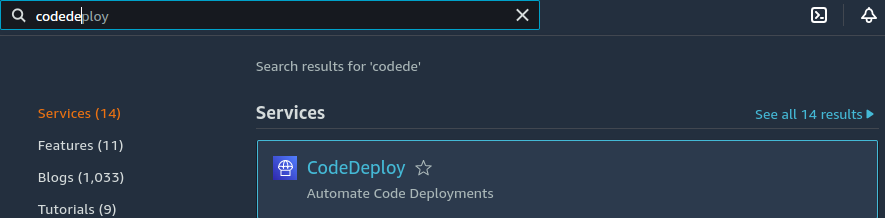 codedeploy
Search results for 'codede'
Services (14)
Services
See all 14 results
Features (11)
CodeDeploy
Blogs (1,033)
Automate Code Deployments
Tutorials (9)